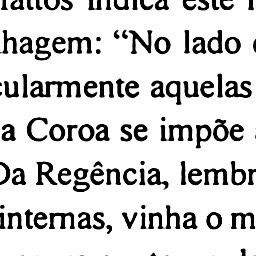 indica este
hagem: “No lado
cularmente aquelas
a Coroa se impõe
Da Regência, lembr
internas, vinha o m